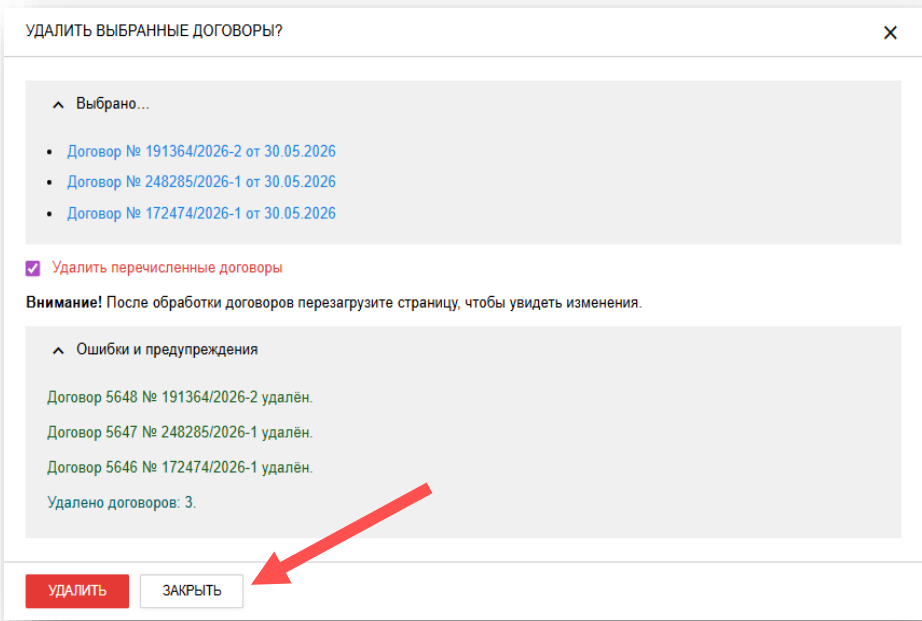 УДАЛИТЬ ВЫБРАННЫЕ ДОГОВОРЫ?
Выбрано...
Договор № 191364/2026-2 от 30.05.2026
Договор № 248285/2026-1 от 30.05.2026
Договор № 172474/2026-1 от 30.05.2026
Удалить перечисленные договоры
Внимание! После обработки договоров перезагрузите страницу, чтобы увидеть изменения.
Ошибки и предупреждения
Договор 5648 № 191364/2026-2 удалён.
Договор 5647 № 248285/2026-1 удалён.
Договор 5646 № 172474/2026-1 удалён.
Удалено договоров: 3.
УДАЛИТЬ ЗАКРЫТЬ